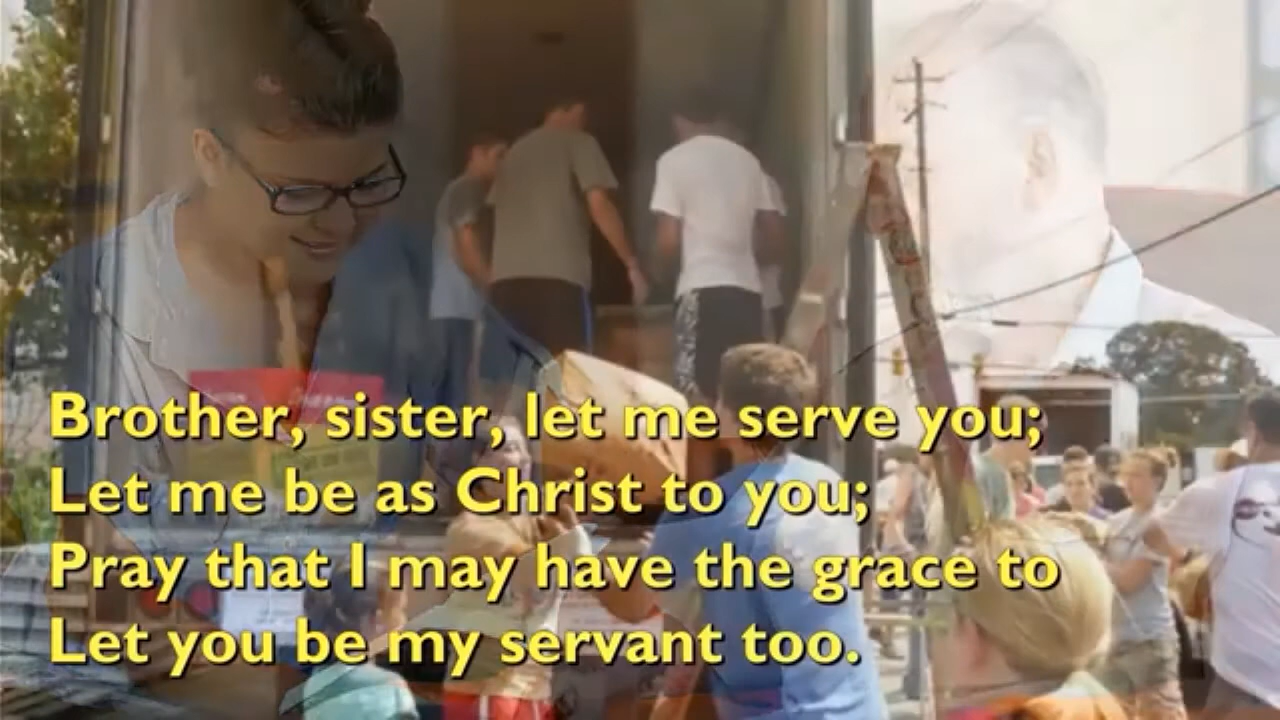 Brother, sister, let me serve you;
Let me be as Christ to you;
Pray that I may have the grace to
Let you be my servant too.